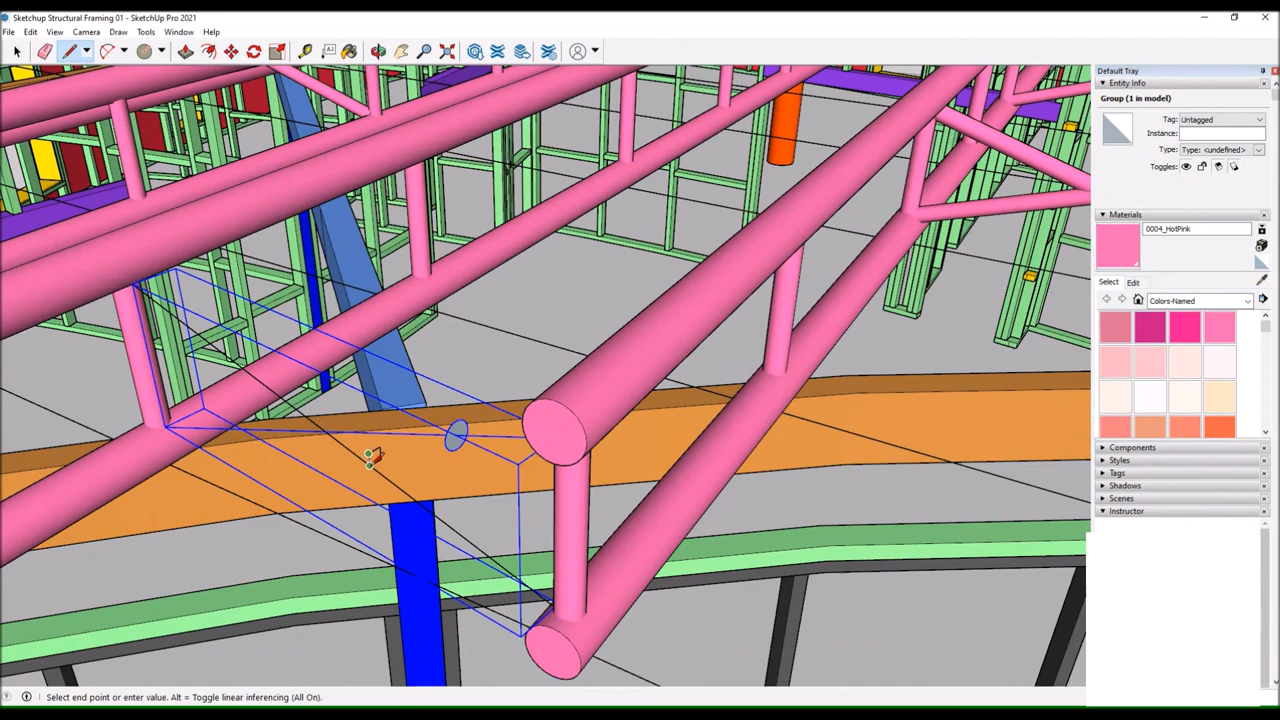 Sketchup Structural Framing 01 - SketchUp Pro 2021
File Edit View Camera Draw Tools Window Help
A1
Default Tray
Entity Info
Group (1 in model)
Tag: Untagged
Instance:
Type: Type: <undefined>
Toggles:
Materials
0004_HotPink
Select Edit
Colors-Named
Components
Styles
Tags
Shadows
Scenes
Instructor
Select end point or enter value. Alt = Toggle linear inferencing (All On).